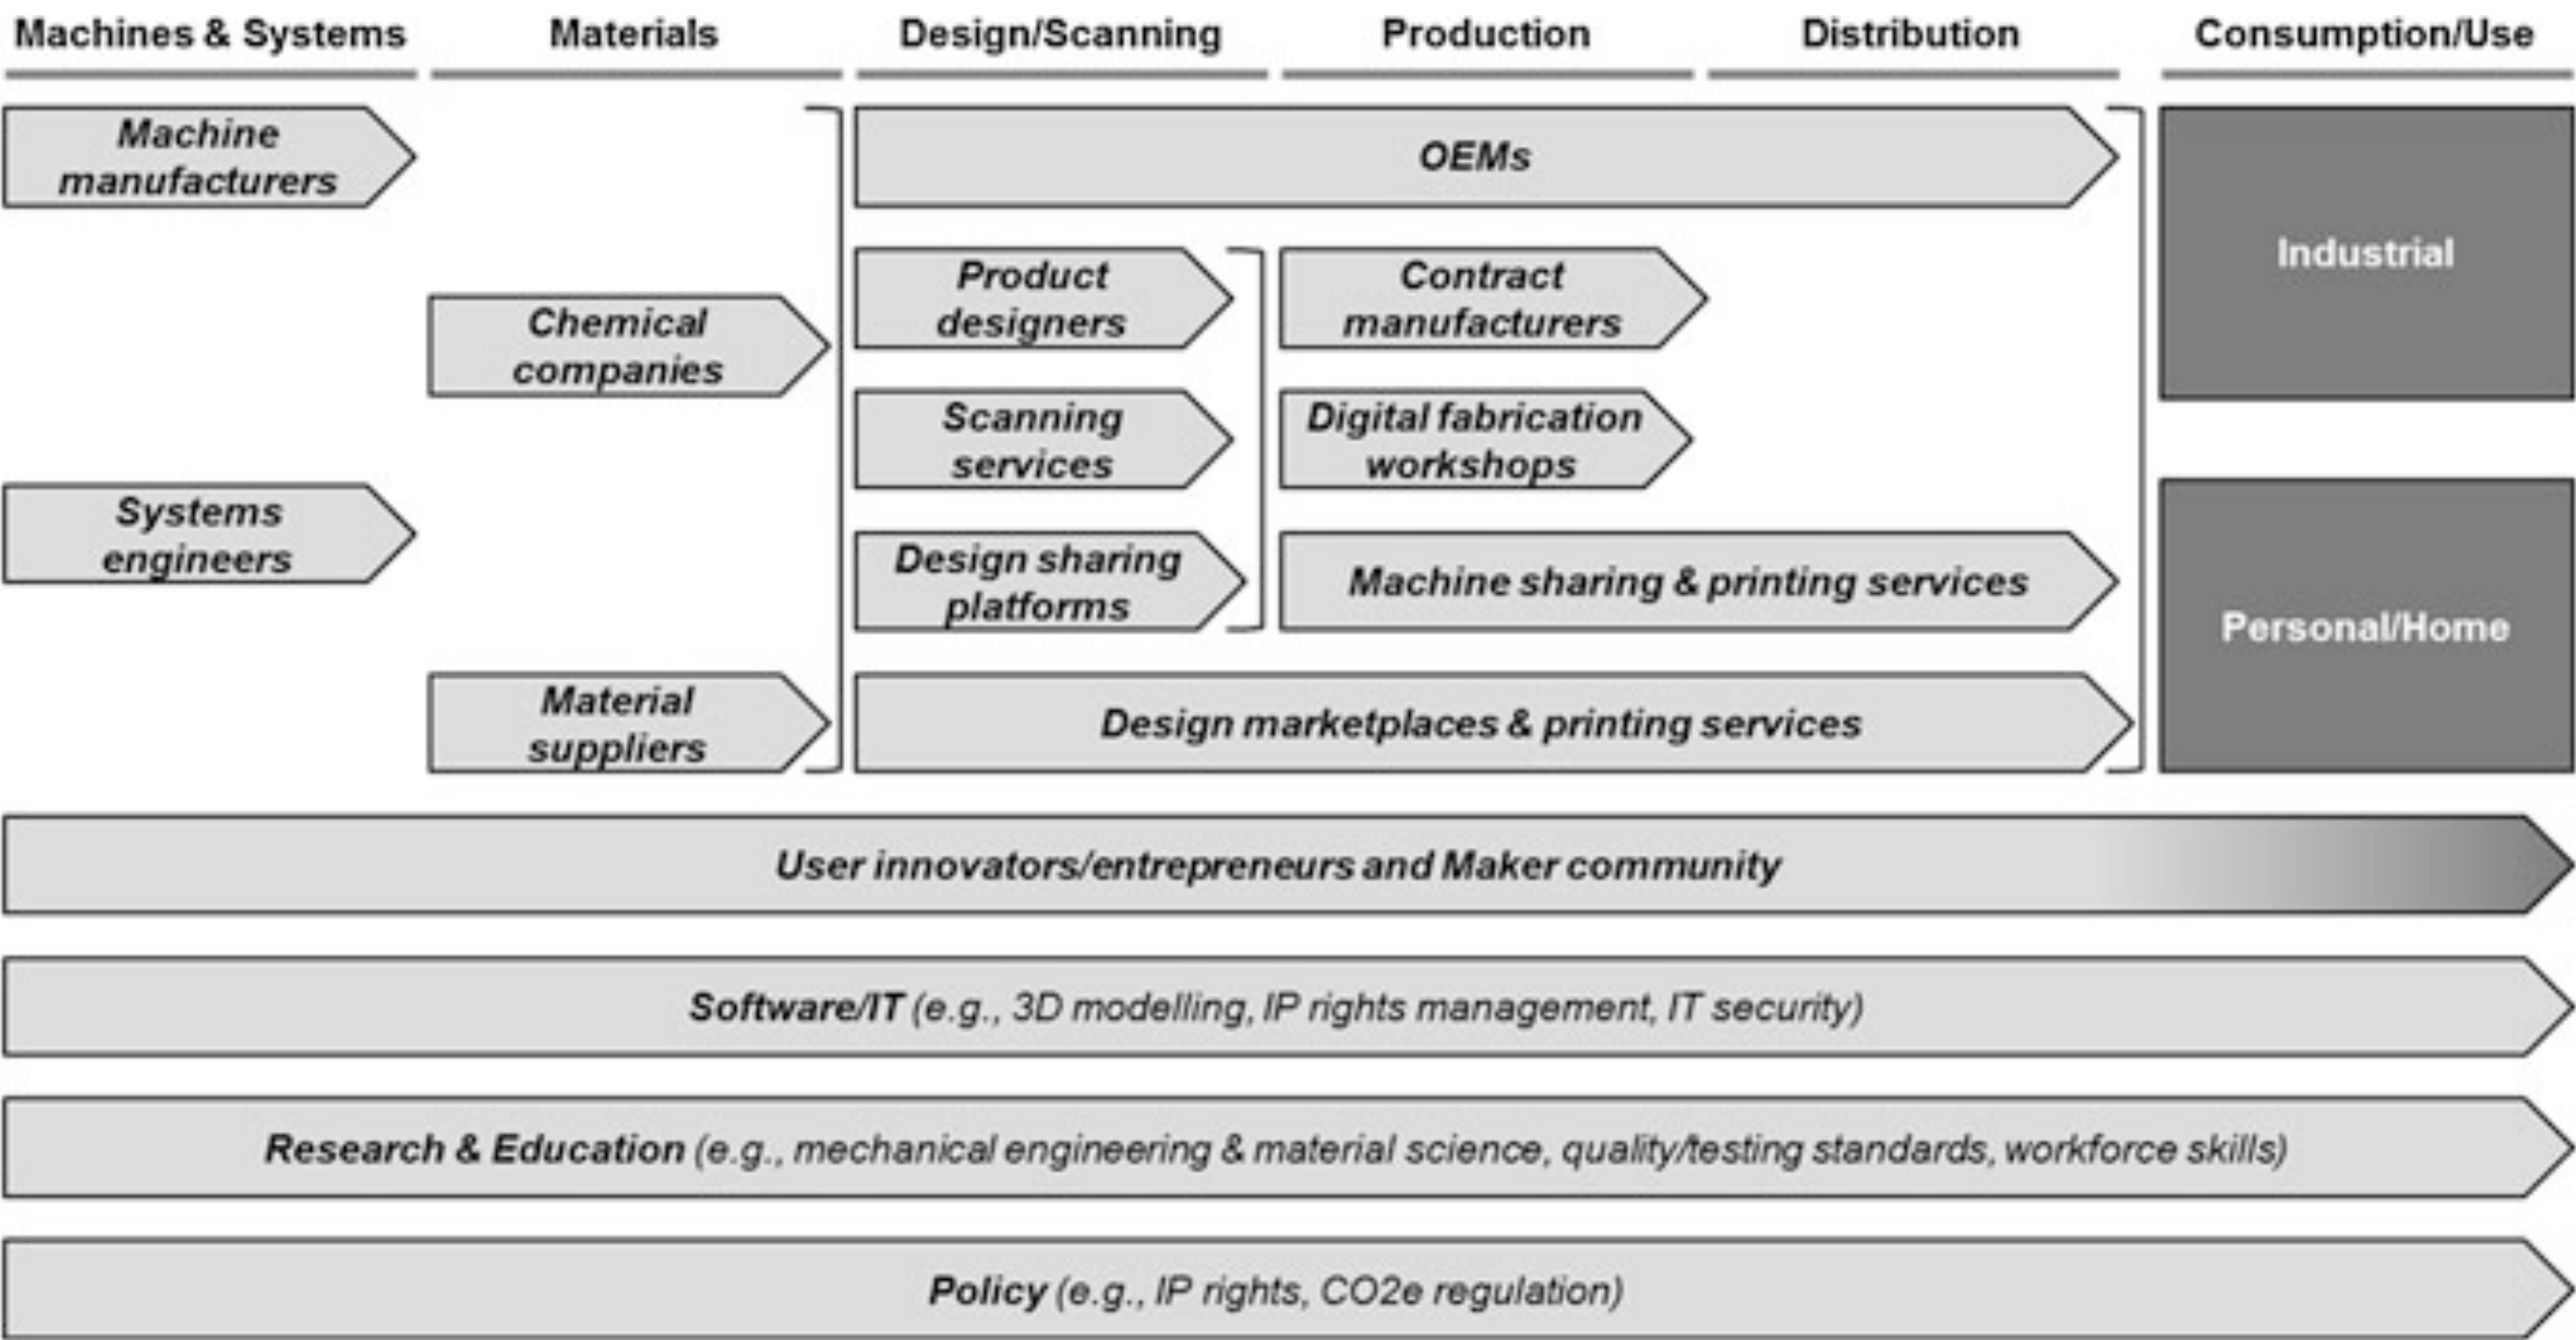 Machines & Systems
Materials
Design/Scanning
Production
Distribution
Consumption/Use
Machine
manufacturers
OEMs
Industrial
Product
designers
Contract
manufacturers
Chemical
companies
Scanning
services
Digital fabrication
workshops
Systems
engineers
Design sharing
platforms
Machine sharing & printing services
Personal/Home
Material
suppliers
Design marketplaces & printing services
User innovators/entrepreneurs and Maker community
Software/IT (e.g., 3D modelling, IP rights management, IT security)
Research & Education (e.g., mechanical engineering & material science, quality/testing standards, workforce skills)
Policy (e.g., IP rights, CO2e regulation)